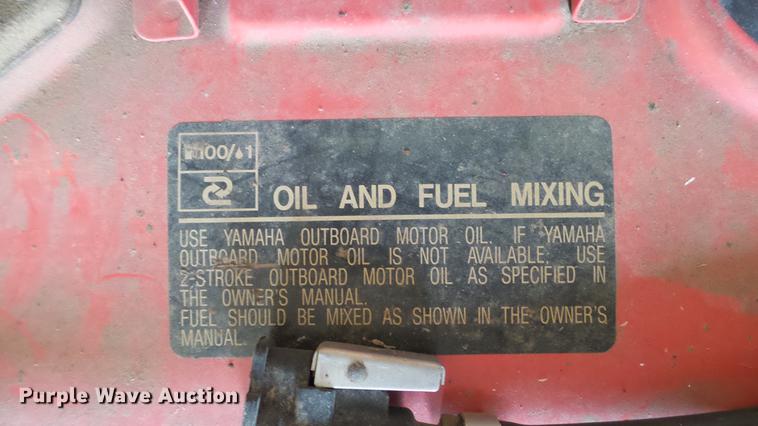 100/1
OIL AND FUEL MIXING
USE YAMAHA OUTBOARD MOTOR OIL. IF YAMAHA
OUTBOARD MOTOR OIL IS NOT AVAILABLE, USE
2-STROKE OUTBOARD MOTOR OIL AS SPECIFIED IN
THE OWNER'S MANUAL.
FUEL SHOULD BE MIXED AS SHOWN IN THE OWNER'S
MANUAL.
Purple Wave Auction